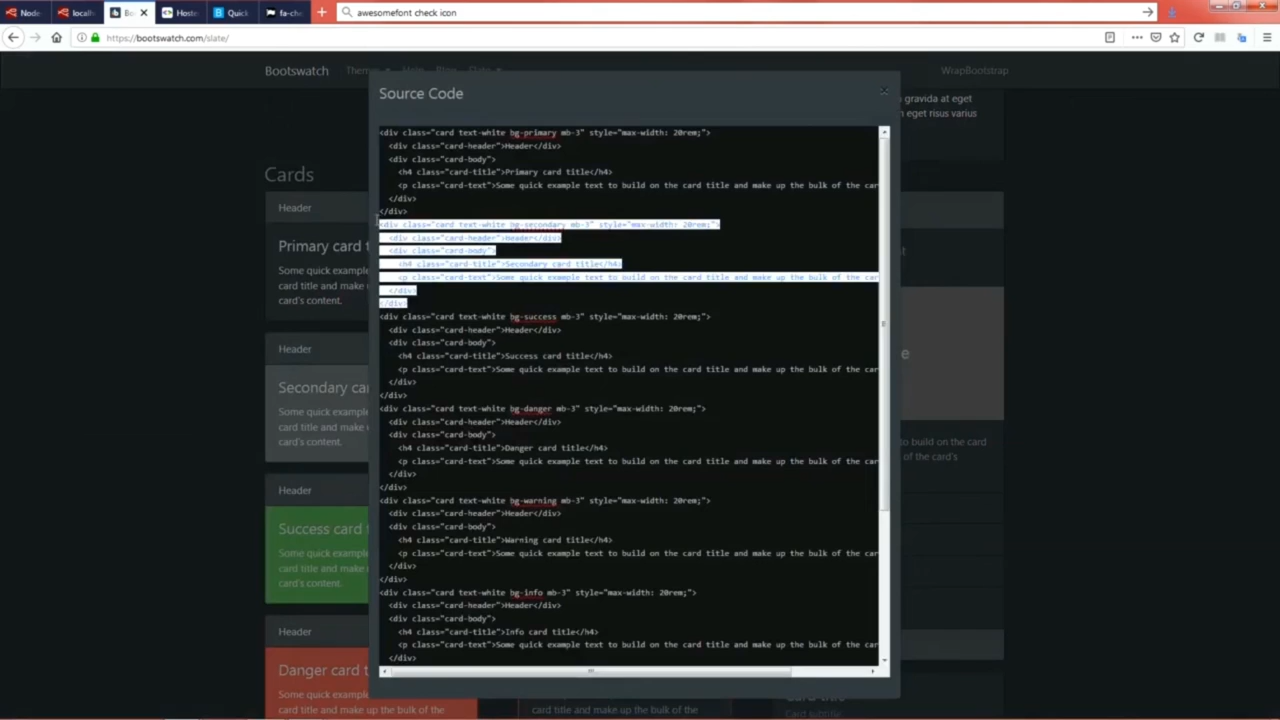 Node
localh
Bo
Hoste
Quick
fa-che
awesomefont check icon
https://bootswatch.com/slate/
Bootswatch
Help
Blog
Slate
WrapBootstrap
Source Code
gravida at eget
n eget risus varius
Cards
<div class="card text-white bg-primary mb-3" style="max-width: 20rem;">
<div class="card-header">Header</div>
<div class="card-body">
<h4 class="card-title">Primary card title</h4>
<p class="card-text">Some quick example text to build on the card title and make up the bulk of the car
</div>
</div>
<div class="card text-white bg-secondary mb-3" style="max-width: 20rem;">
<div class="card-header">Header</div>
<div class="card-body">
<h4 class="card-title">Secondary card title</h4>
<p class="card-text">Some quick example text to build on the card title and make up the bulk of the car
</div>
</div>
<div class="card text-white bg-success mb-3" style="max-width: 20rem;">
<div class="card-header">Header</div>
<div class="card-body">
<h4 class="card-title">Success card title</h4>
<p class="card-text">Some quick example text to build on the card title and make up the bulk of the car
</div>
</div>
<div class="card text-white bg-danger mb-3" style="max-width: 20rem;">
<div class="card-header">Header</div>
<div class="card-body">
<h4 class="card-title">Danger card title</h4>
<p class="card-text">Some quick example text to build on the card title and make up the bulk of the car
</div>
</div>
<div class="card text-white bg-warning mb-3" style="max-width: 20rem;">
<div class="card-header">Header</div>
<div class="card-body">
<h4 class="card-title">Warning card title</h4>
<p class="card-text">Some quick example text to build on the card title and make up the bulk of the car
</div>
</div>
<div class="card text-white bg-info mb-3" style="max-width: 20rem;">
<div class="card-header">Header</div>
<div class="card-body">
<h4 class="card-title">Info card title</h4>
<p class="card-text">Some quick example text to build on the card title and make up the bulk of the car
</div>
Header
Primary card t
Some quick example
card title and make u
card's content.
Header
Secondary car
Some quick example
card title and make u
card's content.
Header
Success card t
Some quick example
card title and make u
card's content.
Header
Danger card t
Some quick example
card title and make up the bulk of the
card title and make up the bulk of the
e
to build on the card
of the card's
Card title
Card subtitle